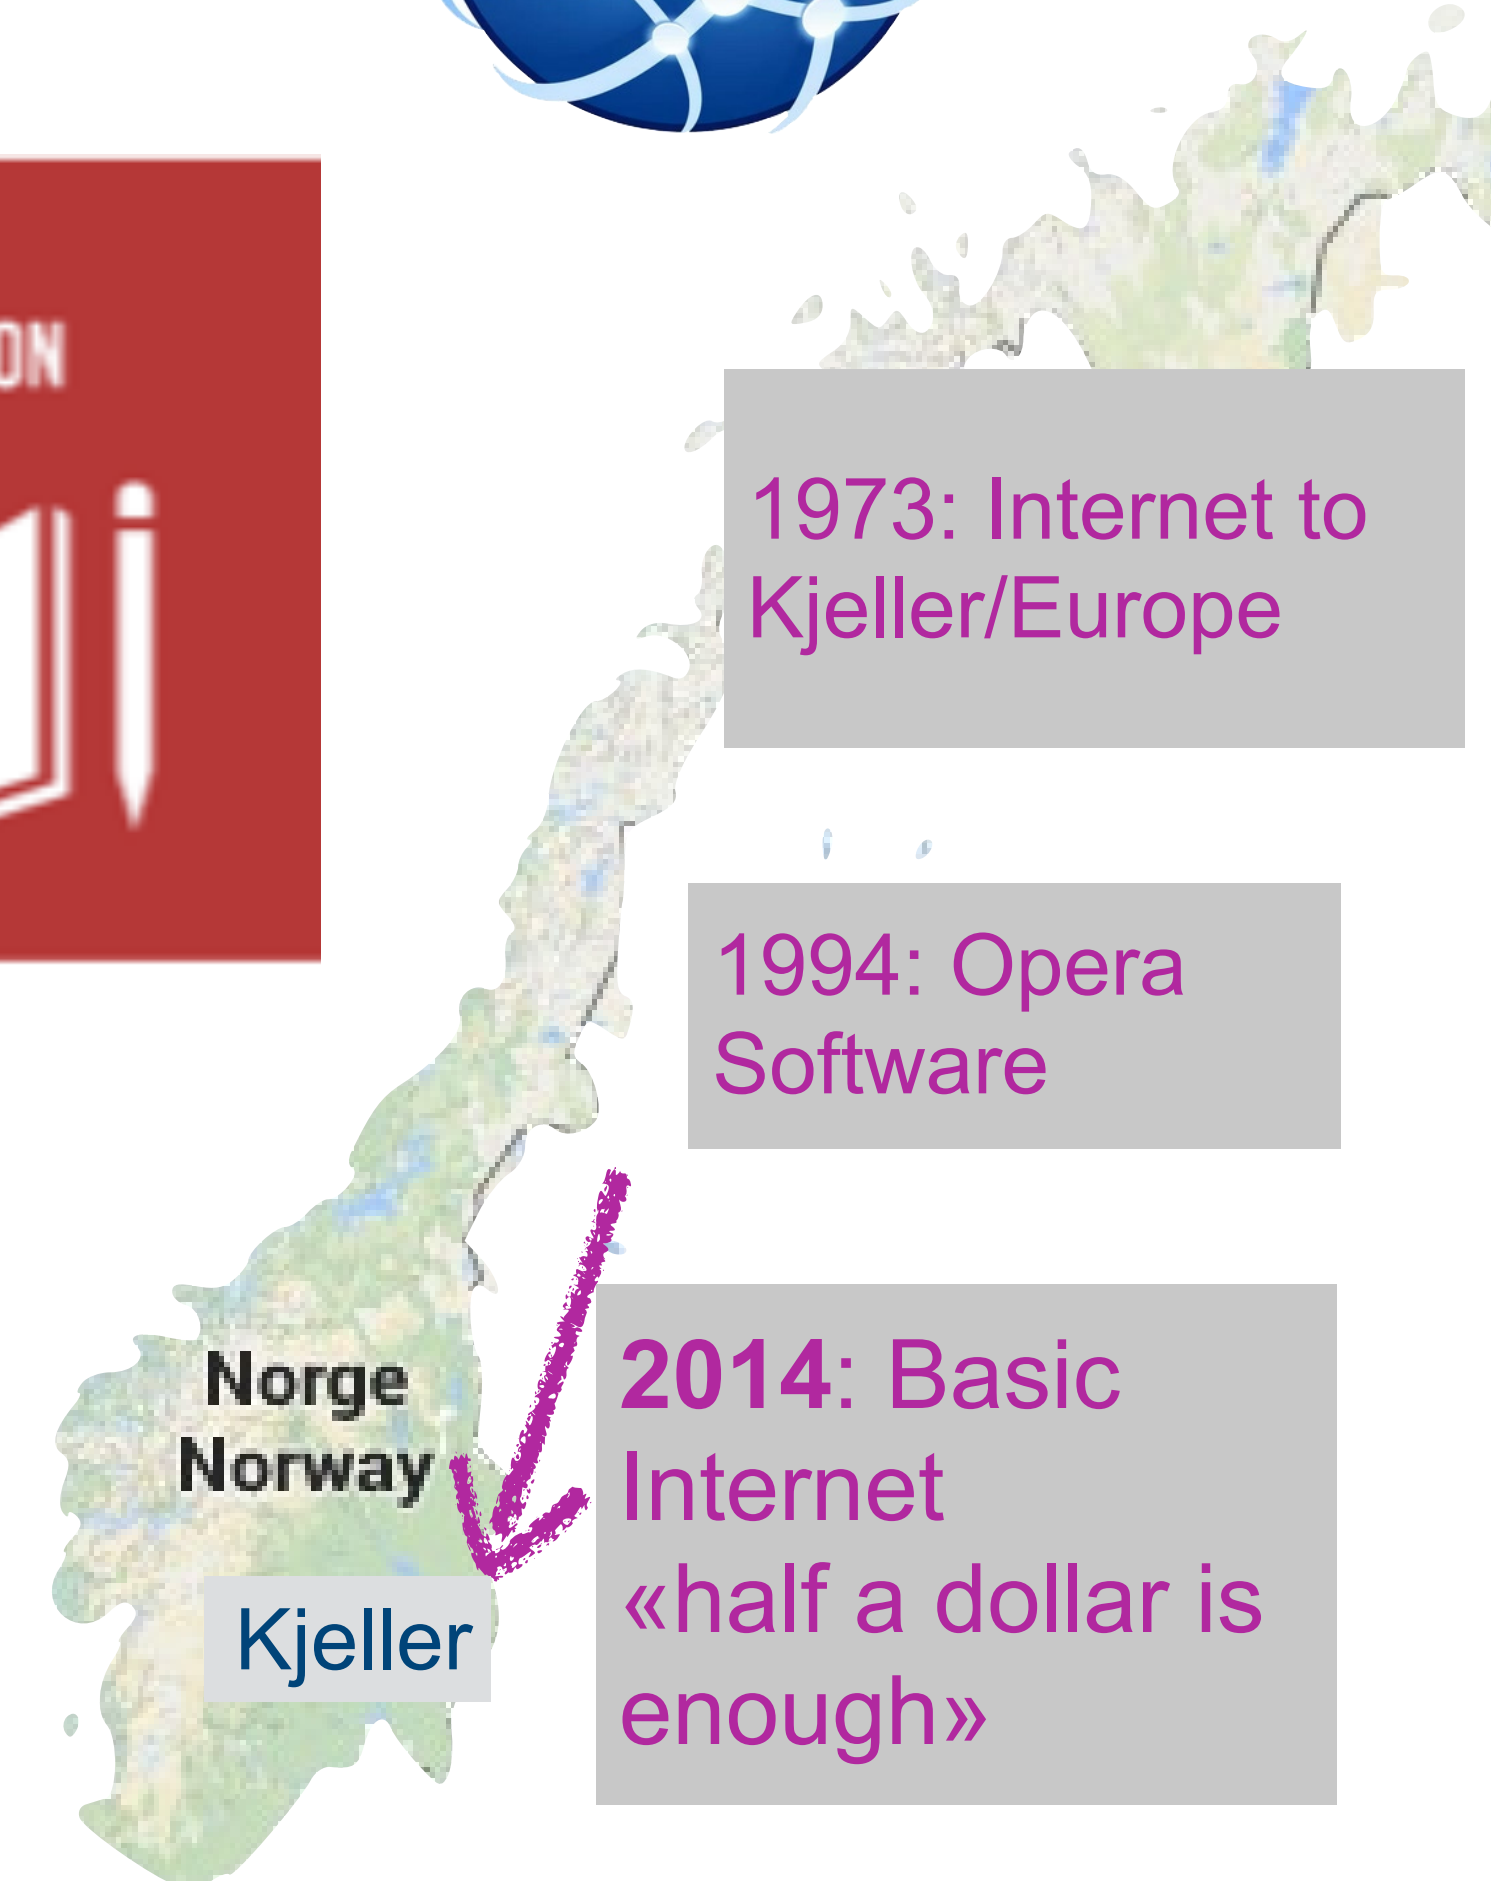 ON
1973: Internet to
Kjeller/Europe
1994: Opera
Software
Norge
Norway
2014: Basic
Internet
«half a dollar is
enough»
Kjeller